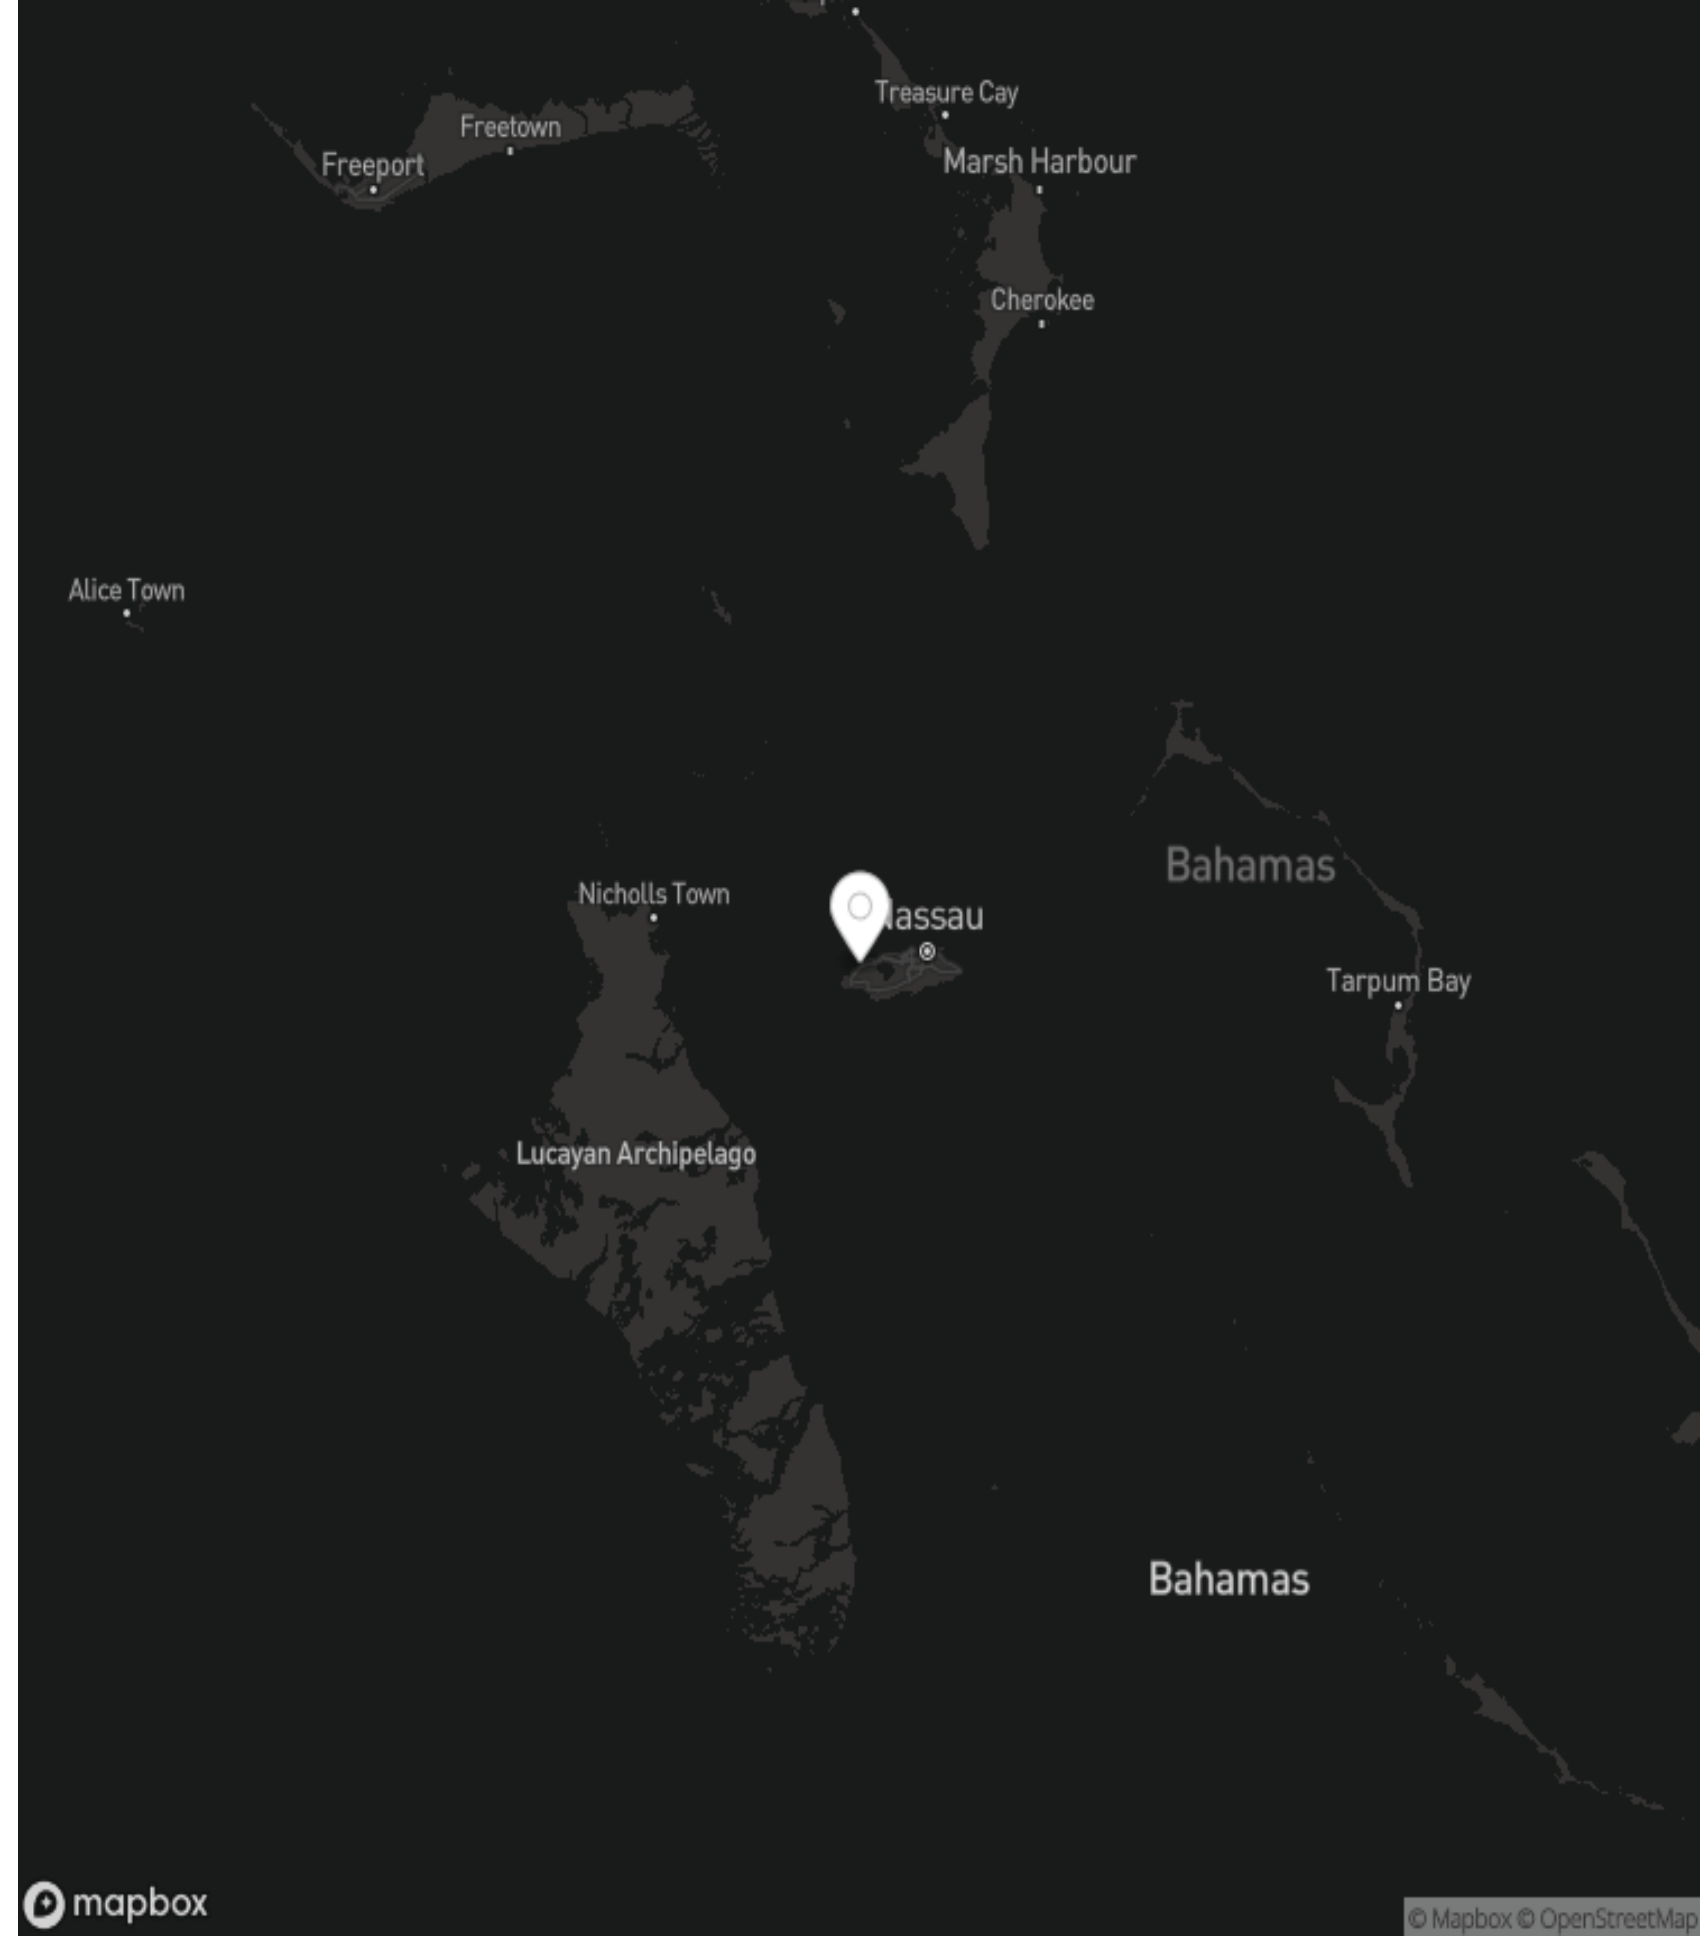 Treasure Cay
Freetown
Marsh Harbour
Freeport
Cherokee
Alice Town
Bahamas
Nicholls Town
assau
Tarpum Bay
Lucayan Archipelago
Bahamas
mapbox
© Mapbox © OpenStreetMap